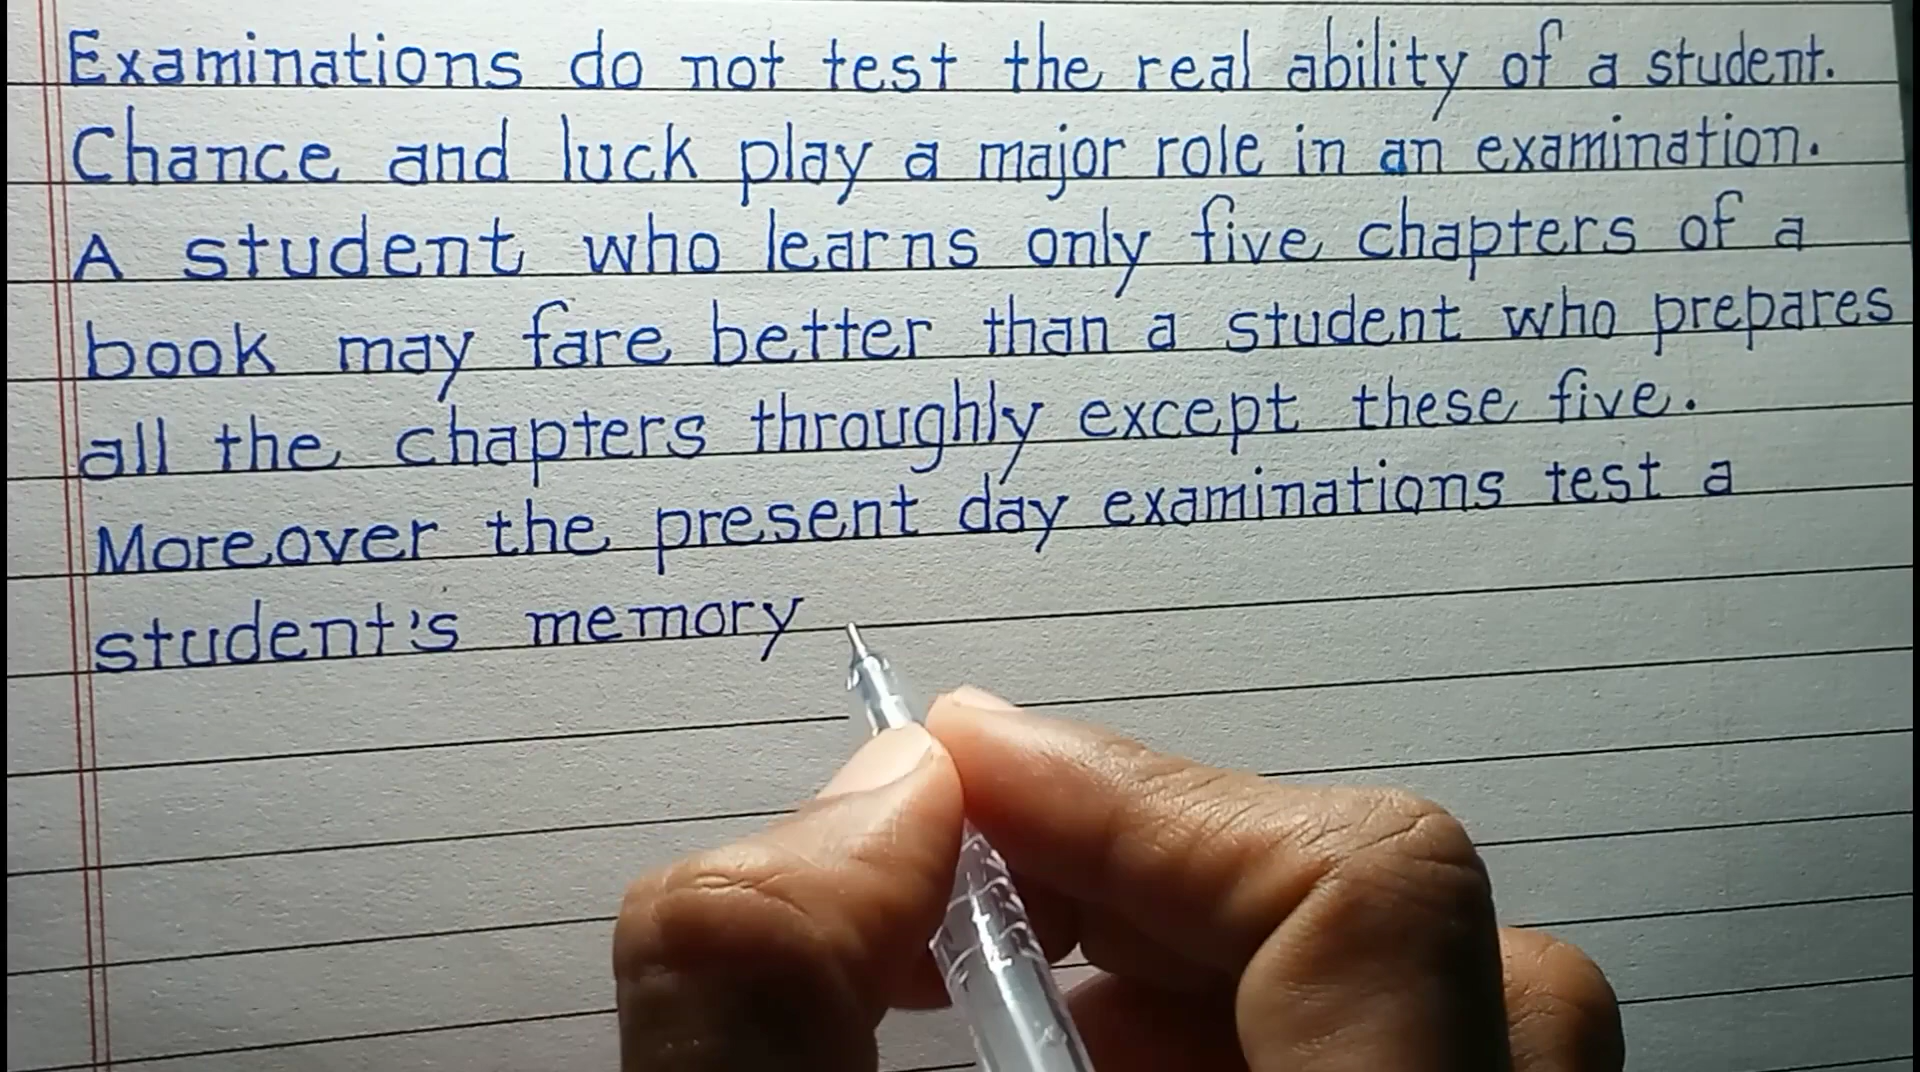 Examinations do not test the real ability of a student.
Chance and luck play a major role in an examination.
A student who learns only five chapters of a
book may fare better than a student who prepares
all the chapters throughly except these five.
Moreover the present day examinations test a
student's memory